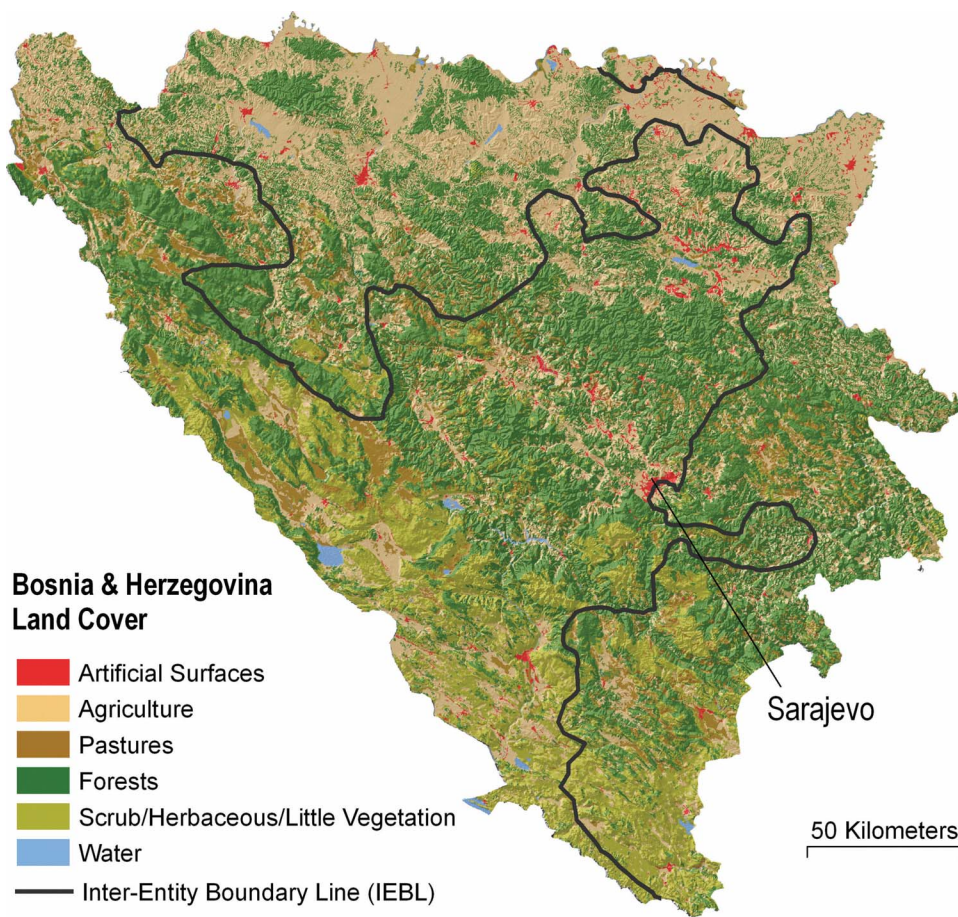 Bosnia & Herzegovina
Land Cover
Artificial Surfaces
Agriculture
Pastures
Forests
Scrub/Herbaceous/Little Vegetation
Water
Inter-Entity Boundary Line (IEBL)
Sarajevo
50 Kilometers